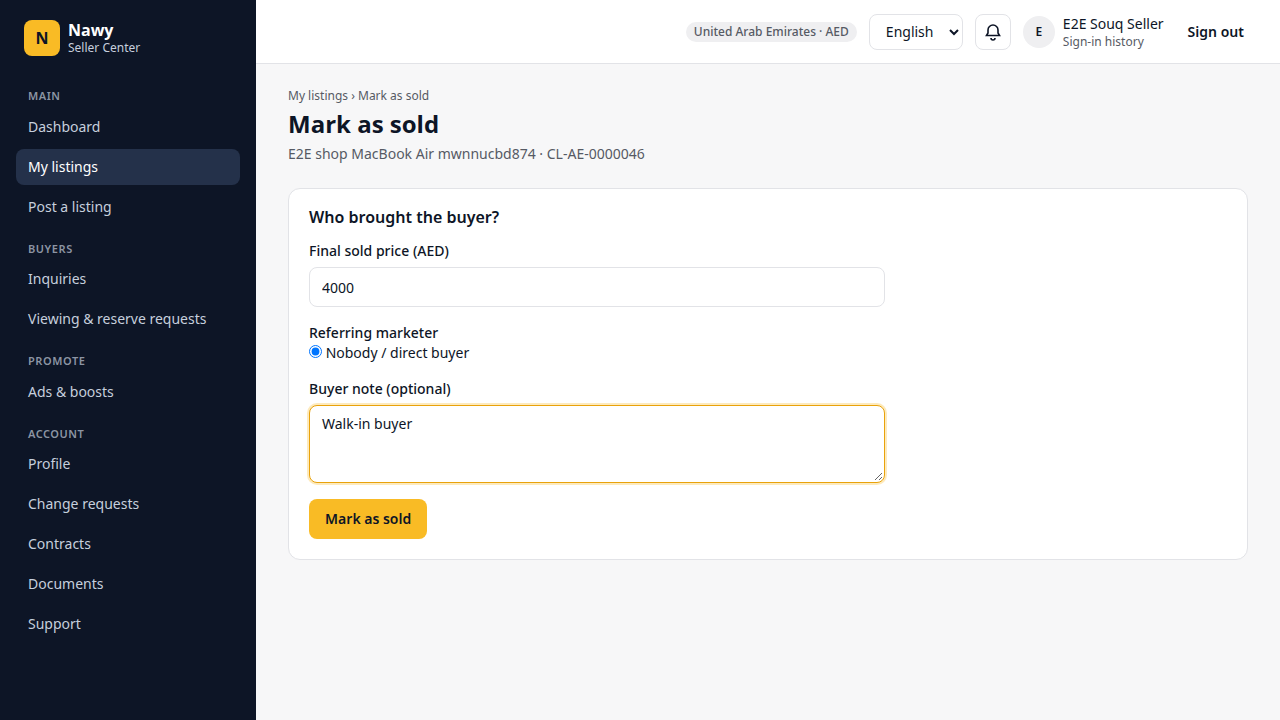 N
Nawy
Seller Center
MAIN
Dashboard
My listings
Post a listing
BUYERS
Inquiries
Viewing & reserve requests
PROMOTE
Ads & boosts
ACCOUNT
Profile
Change requests
Contracts
Documents
Support
United Arab Emirates · AED
English
E
E2E Souq Seller
Sign-in history
Sign out
My listings › Mark as sold
Mark as sold
E2E shop MacBook Air mwnnucbd874 · CL-AE-0000046
Who brought the buyer?
Final sold price (AED)
4000
Referring marketer
Nobody / direct buyer
Buyer note (optional)
Walk-in buyer
Mark as sold